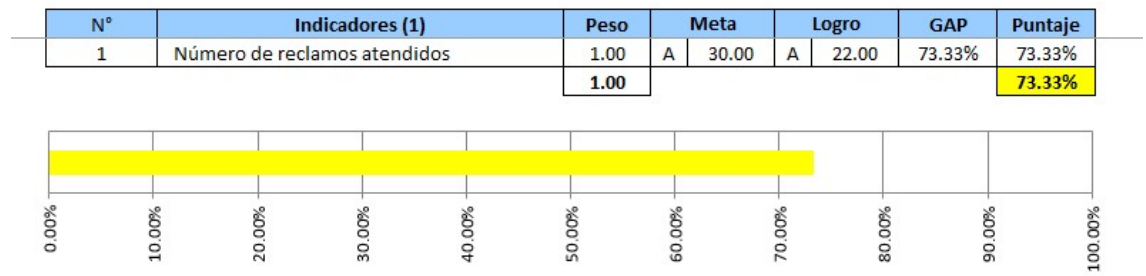 N° Indicadores (1) Peso Meta Logro GAP Puntaje
1 Número de reclamos atendidos 1.00 A 30.00 A 22.00 73.33% 73.33%
1.00 73.33%
0.00% 10.00% 20.00% 30.00% 40.00% 50.00% 60.00% 70.00% 80.00% 90.00% 100.00%